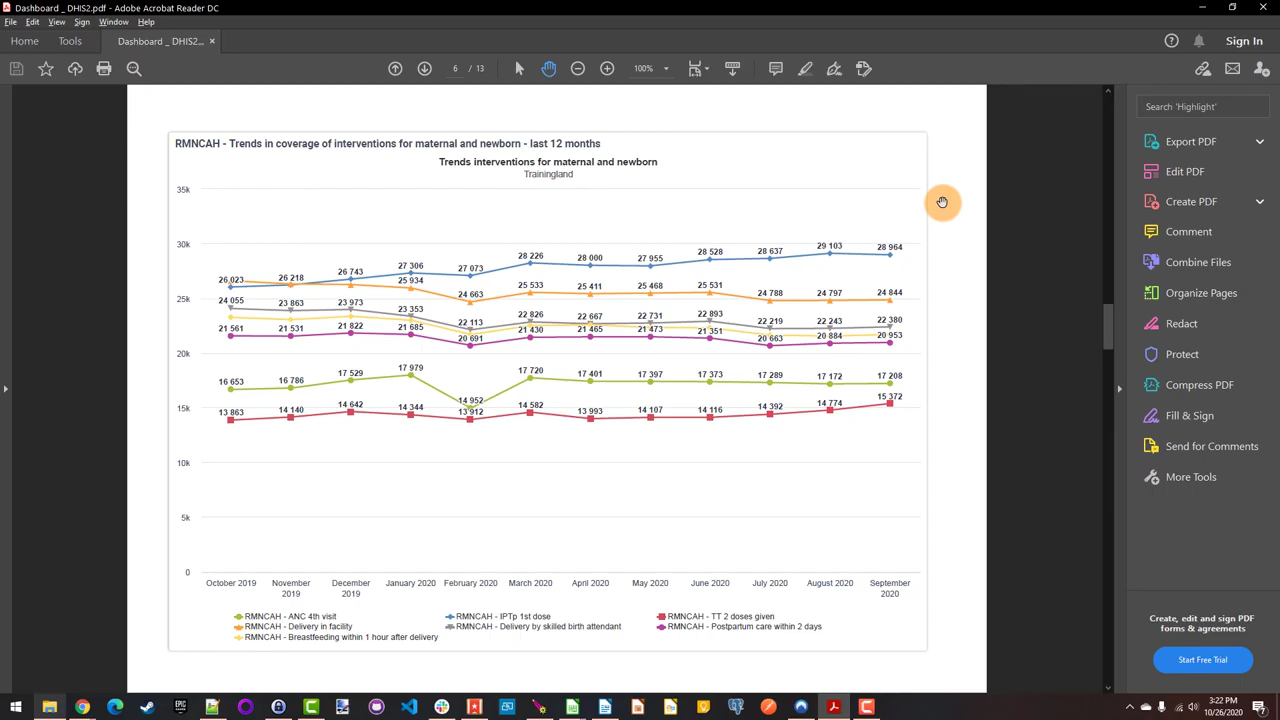 Dashboard _ DHIS2.pdf - Adobe Acrobat Reader DC
File Edit View Sign Window Help
Home Tools Dashboard _ DHIS2... × Sign In
6 / 13 100%
RMNCAH - Trends in coverage of interventions for maternal and newborn - last 12 months
Trends interventions for maternal and newborn
Trainingland
35k
30k
25k
20k
15k
10k
5k
0
26 023 26 218 26 743 27 306 27 073 28 226 28 000 27 955 28 528 28 637 29 103 28 964
25 934 24 663 25 533 25 411 25 468 25 531 24 788 24 797 24 844
24 055 23 863 23 973 23 353 22 113 22 826 22 667 22 731 22 893 22 219 22 243 22 380
21 561 21 531 21 822 21 685 20 691 21 430 21 465 21 473 21 351 20 663 20 884 20 953
16 653 16 786 17 529 17 979 14 952 17 720 17 401 17 397 17 373 17 289 17 172 17 208
13 863 14 140 14 642 14 344 13 912 14 582 13 993 14 107 14 116 14 392 14 774 15 372
October 2019 November 2019 December 2019 January 2020 February 2020 March 2020 April 2020 May 2020 June 2020 July 2020 August 2020 September 2020
RMNCAH - ANC 4th visit RMNCAH - IPTp 1st dose RMNCAH - TT 2 doses given
RMNCAH - Delivery in facility RMNCAH - Delivery by skilled birth attendant RMNCAH - Postpartum care within 2 days
RMNCAH - Breastfeeding within 1 hour after delivery
Search 'Highlight'
Export PDF
Edit PDF
Create PDF
Comment
Combine Files
Organize Pages
Redact
Protect
Compress PDF
Fill & Sign
Send for Comments
More Tools
Create, edit and sign PDF
forms & agreements
Start Free Trial
EPIC
3:22 PM
10/26/2020